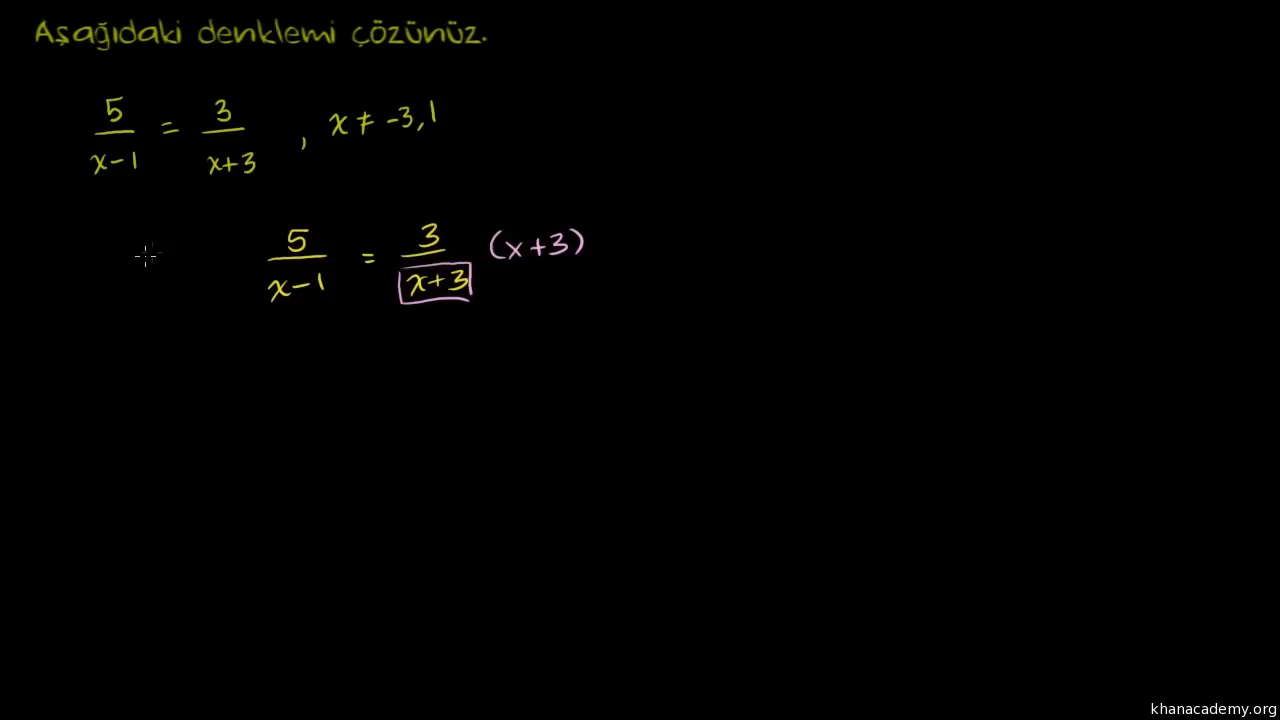 Aşağıdaki denklemi çözünüz.
5/(x-1) = 3/(x+3) , x ≠ -3,1
5/(x-1) = 3/(x+3) (x+3)
khanacademy.org